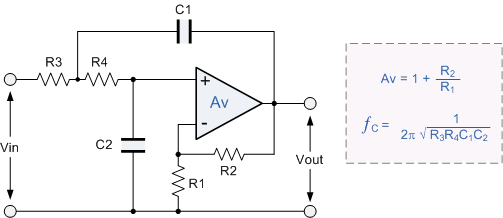 C1
R3
R4
+
Av
-
C2
R2
R1
Vin
Vout
Av = 1 + R2/R1
fC = 1/2π √R3R4C1C2